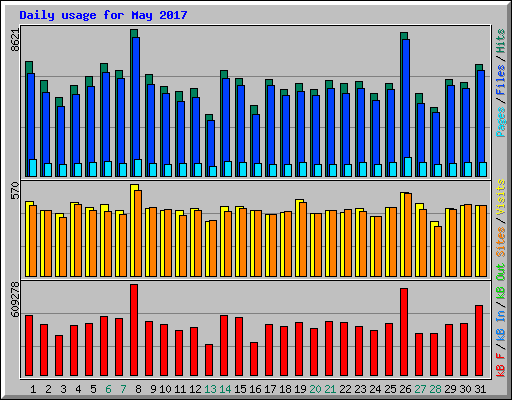 Daily usage for May 2017
8621
Pages / Files / Hits
570
Sites / Visits
609278
kB F / kB In / kB Out
1 2 3 4 5 6 7 8 9 10 11 12 13 14 15 16 17 18 19 20 21 22 23 24 25 26 27 28 29 30 31